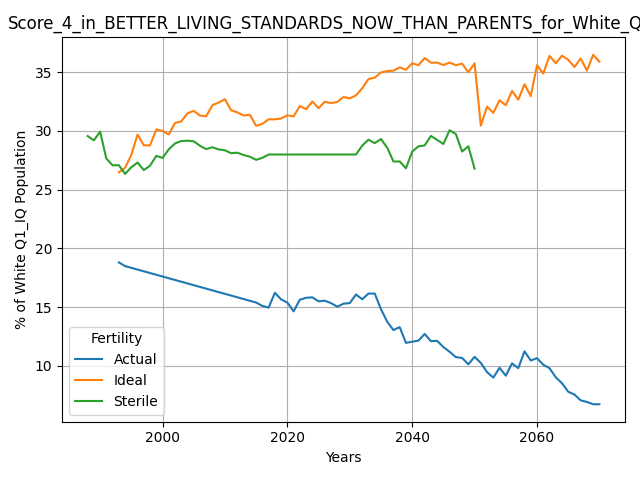 Score_4_in_BETTER_LIVING_STANDARDS_NOW_THAN_PARENTS_for_White_Q
35
30
25
20
15
10
% of White Q1_IQ Population
Fertility
Actual
Ideal
Sterile
2000 2020 2040 2060
Years